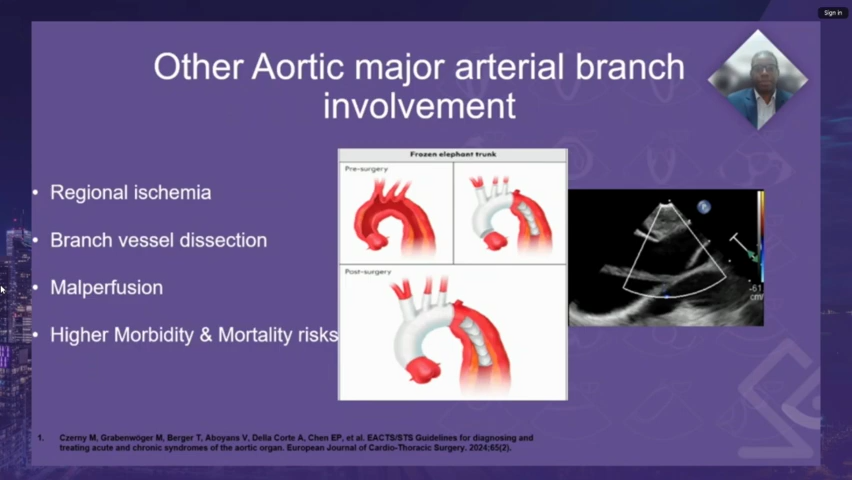 Sign in
Other Aortic major arterial branch
involvement
• Regional ischemia
• Branch vessel dissection
• Malperfusion
• Higher Morbidity & Mortality risks
Frozen elephant trunk
Pre-surgery
Post-surgery
-61
cm/
1. Czerny M, Grabenwöger M, Berger T, Aboyans V, Della Corte A, Chen EP, et al. EACTS/STS Guidelines for diagnosing and
treating acute and chronic syndromes of the aortic organ. European Journal of Cardio-Thoracic Surgery. 2024;65(2).